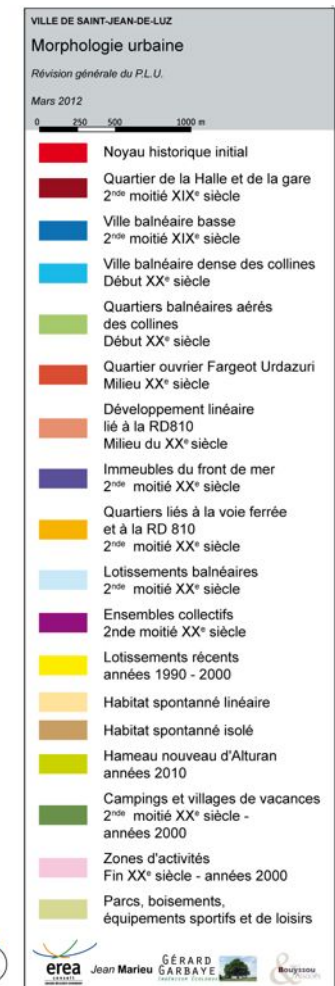 VILLE DE SAINT-JEAN-DE-LUZ
Morphologie urbaine
Révision générale du P.L.U.
Mars 2012
0 250 500 1000 m
Noyau historique initial
Quartier de la Halle et de la gare
2nde moitié XIXe siècle
Ville balnéaire basse
2nde moitié XIXe siècle
Ville balnéaire dense des collines
Début XXe siècle
Quartiers balnéaires aérés
des collines
Début XXe siècle
Quartier ouvrier Fargeot Urdazuri
Milieu XXe siècle
Développement linéaire
lié à la RD810
Milieu du XXe siècle
Immeubles du front de mer
2nde moitié XXe siècle
Quartiers liés à la voie ferrée
et à la RD 810
2nde moitié XXe siècle
Lotissements balnéaires
2nde moitié XXe siècle
Ensembles collectifs
2nde moitié XXe siècle
Lotissements récents
années 1990 - 2000
Habitat spontanné linéaire
Habitat spontanné isolé
Hameau nouveau d'Alturan
années 2010
Campings et villages de vacances
2nde moitié XXe siècle -
années 2000
Zones d'activités
Fin XXe siècle - années 2000
Parcs, boisements,
équipements sportifs et de loisirs
erea
consult
Jean Marieu
GÉRARD
GARBAYE
Bouyssou